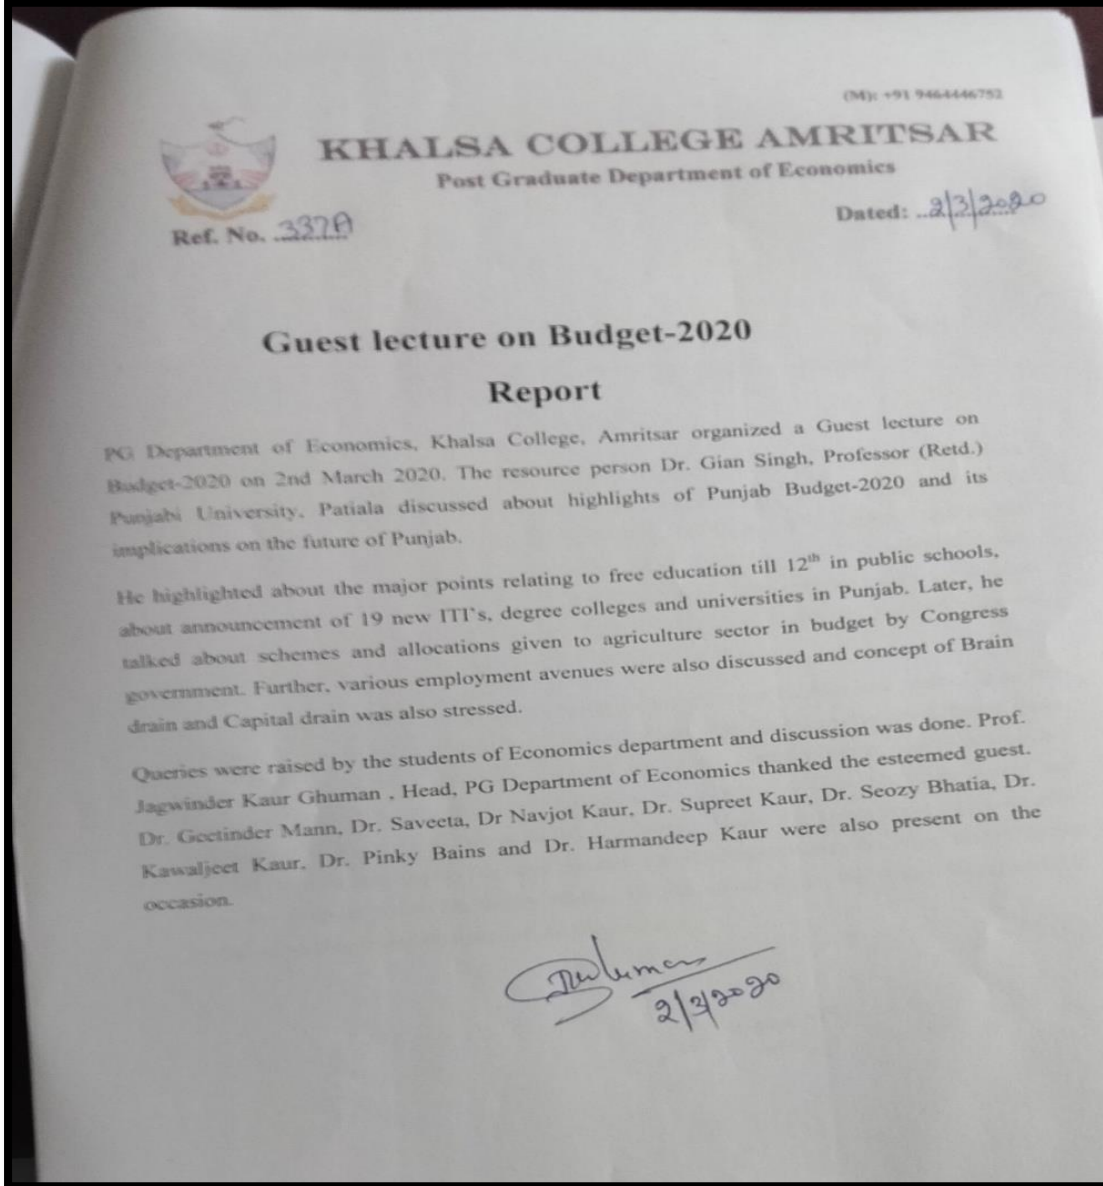 (M): +91 9464446752
KHALSA COLLEGE AMRITSAR
Post Graduate Department of Economics
Ref. No. 337A
Dated: 2/3/2020
Guest lecture on Budget-2020
Report
PG Department of Economics, Khalsa College, Amritsar organized a Guest lecture on
Budget-2020 on 2nd March 2020. The resource person Dr. Gian Singh, Professor (Retd.)
Punjabi University, Patiala discussed about highlights of Punjab Budget-2020 and its
implications on the future of Punjab.
He highlighted about the major points relating to free education till 12th in public schools,
about announcement of 19 new ITI's, degree colleges and universities in Punjab. Later, he
talked about schemes and allocations given to agriculture sector in budget by Congress
government. Further, various employment avenues were also discussed and concept of Brain
drain and Capital drain was also stressed.
Queries were raised by the students of Economics department and discussion was done. Prof.
Jagwinder Kaur Ghuman , Head, PG Department of Economics thanked the esteemed guest.
Dr. Geetinder Mann, Dr. Saveeta, Dr Navjot Kaur, Dr. Supreet Kaur, Dr. Seozy Bhatia, Dr.
Kawaljeet Kaur, Dr. Pinky Bains and Dr. Harmandeep Kaur were also present on the
occasion.
2/3/2020